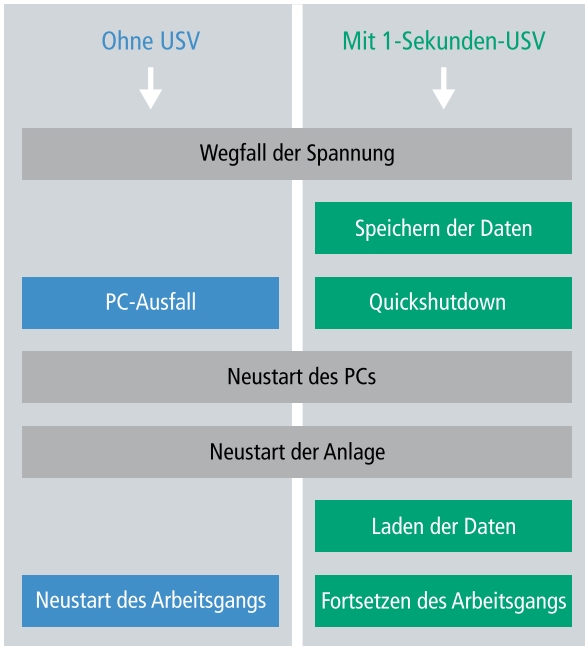 Ohne USV
Mit 1-Sekunden-USV
Wegfall der Spannung
Speichern der Daten
PC-Ausfall
Quickshutdown
Neustart des PCs
Neustart der Anlage
Laden der Daten
Neustart des Arbeitsgangs
Fortsetzen des Arbeitsgangs